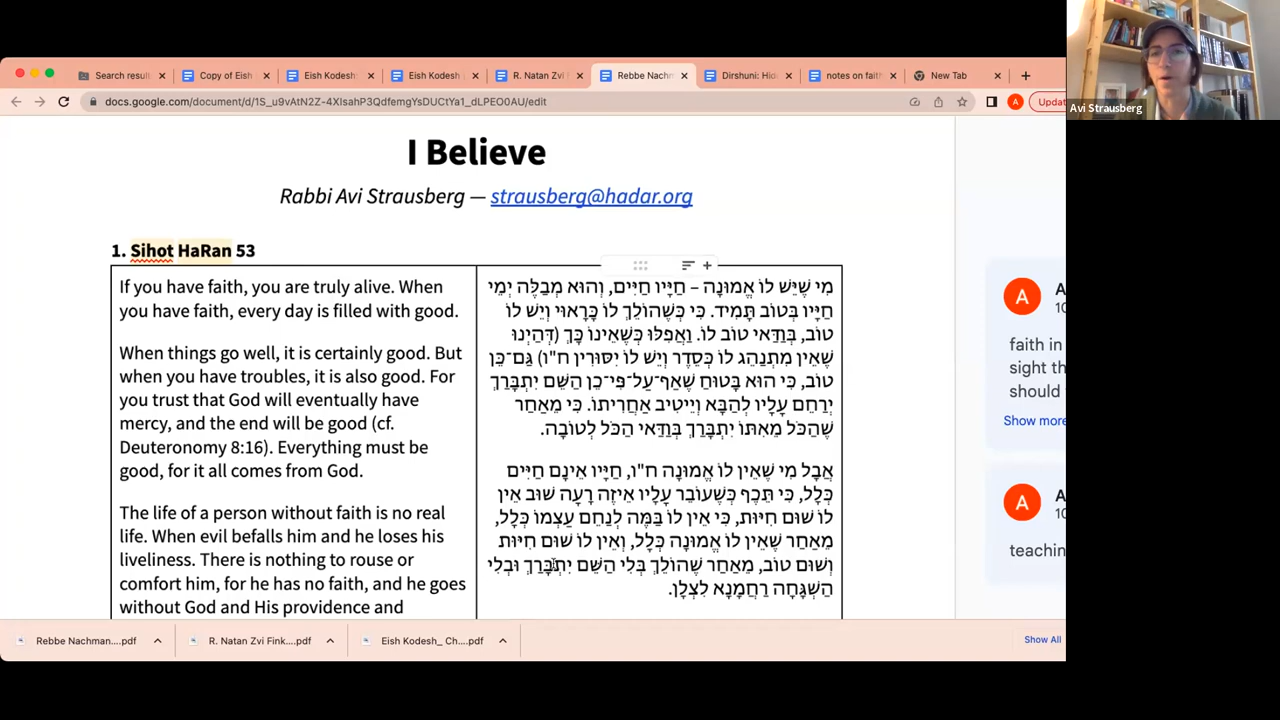 Search result
Copy of Eish
Eish Kodesh
Eish Kodesh
R. Natan Zvi
Rebbe Nachm
Dirshuni: Hid
notes on faith
New Tab
docs.google.com/document/d/1S_u9vAtN2Z-4XIsahP3QdfemgYsDUCtYa1_dLPEO0AU/edit
A
Updat
Avi Strausberg
I Believe
Rabbi Avi Strausberg — strausberg@hadar.org
1. Sihot HaRan 53
If you have faith, you are truly alive. When
you have faith, every day is filled with good.
When things go well, it is certainly good. But
when you have troubles, it is also good. For
you trust that God will eventually have
mercy, and the end will be good (cf.
Deuteronomy 8:16). Everything must be
good, for it all comes from God.
The life of a person without faith is no real
life. When evil befalls him and he loses his
liveliness. There is nothing to rouse or
comfort him, for he has no faith, and he goes
without God and His providence and
מִי שֶׁיֵּשׁ לוֹ אֱמוּנָה – חַיָּיו חַיִּים, וְהוּא מְבַלֶּה יְמֵי
חַיָּיו בְּטוֹב תָּמִיד. כִּי כְּשֶׁהוֹלֵךְ לוֹ כָּרָאוּי וְיֵשׁ לוֹ
טוֹב, בְּוַדַּאי טוֹב לוֹ. וַאֲפִלּוּ כְּשֶׁאֵינוֹ כָּךְ (דְּהַיְנוּ
שֶׁאֵין מִתְנַהֵג לוֹ כְּסֵדֶר וְיֵשׁ לוֹ יִסּוּרִין ח"ו) גַּם־כֵּן
טוֹב, כִּי הוּא בָּטוּחַ שֶׁאַף־עַל־פִּי־כֵן הַשֵּׁם יִתְבָּרַךְ
יְרַחֵם עָלָיו לְהַבָּא וְיֵיטִיב אַחֲרִיתוֹ. כִּי מֵאַחַר
שֶׁהַכֹּל מֵאִתּוֹ יִתְבָּרַךְ בְּוַדַּאי הַכֹּל לְטוֹבָה.
אֲבָל מִי שֶׁאֵין לוֹ אֱמוּנָה ח"ו, חַיָּיו אֵינָם חַיִּים
כְּלָל, כִּי תֵּכֶף כְּשֶׁעוֹבֵר עָלָיו אֵיזֶה רָעָה שׁוּב אֵין
לוֹ שׁוּם חִיּוּת, כִּי אֵין לוֹ בַּמֶּה לְנַחֵם עַצְמוֹ כְּלָל,
מֵאַחַר שֶׁאֵין לוֹ אֱמוּנָה כְּלָל, וְאֵין לוֹ שׁוּם חִיּוּת
וְשׁוּם טוֹב, מֵאַחַר שֶׁהוֹלֵךְ בְּלִי הַשֵּׁם יִתְבָּרַךְ וּבְלִי
הַשְׁגָּחָה רַחֲמָנָא לִצְלָן.
A
A
faith in
sight th
should
Show more
A
A
teachin
Rebbe Nachman....pdf
R. Natan Zvi Fink....pdf
Eish Kodesh_ Ch....pdf
Show All